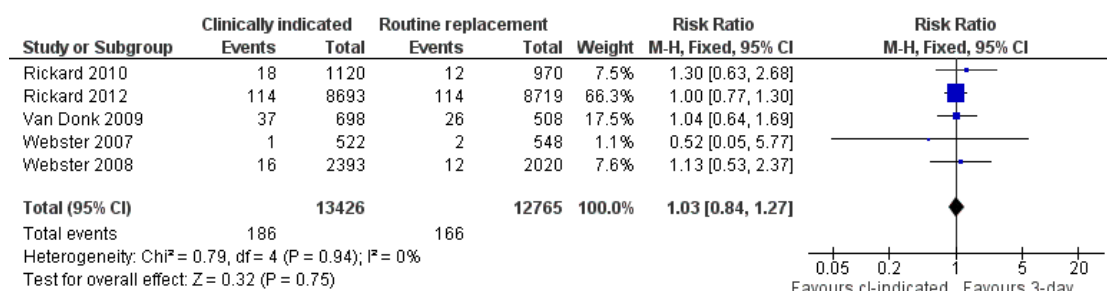 Clinically indicated Routine replacement Risk Ratio Risk Ratio
Study or Subgroup Events Total Events Total Weight M-H, Fixed, 95% CI M-H, Fixed, 95% CI
Rickard 2010 18 1120 12 970 7.5% 1.30 [0.63, 2.68]
Rickard 2012 114 8693 114 8719 66.3% 1.00 [0.77, 1.30]
Van Donk 2009 37 698 26 508 17.5% 1.04 [0.64, 1.69]
Webster 2007 1 522 2 548 1.1% 0.52 [0.05, 5.77]
Webster 2008 16 2393 12 2020 7.6% 1.13 [0.53, 2.37]
Total (95% CI) 13426 12765 100.0% 1.03 [0.84, 1.27]
Total events 186 166
Heterogeneity: Chi² = 0.79, df = 4 (P = 0.94); I² = 0%
Test for overall effect: Z = 0.32 (P = 0.75)
0.05 0.2 1 5 20
Favours cl-indicated Favours 3-day